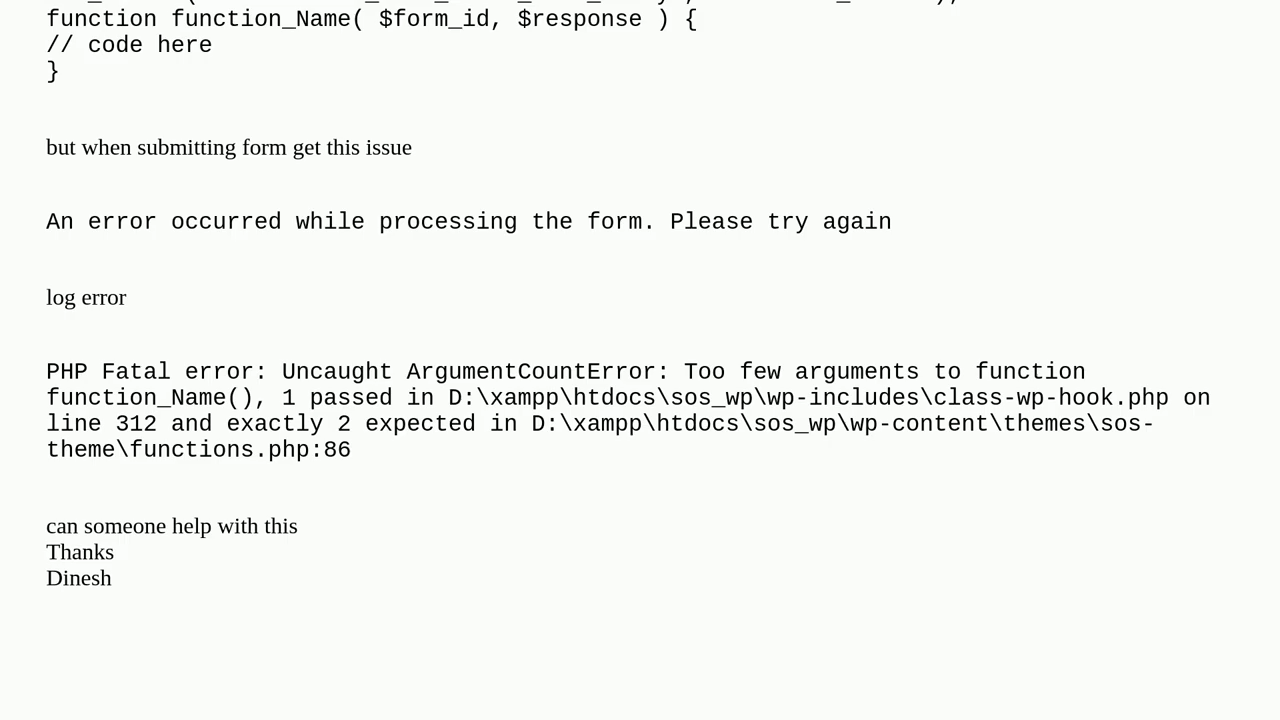 function function_Name( $form_id, $response ) {
// code here
}
but when submitting form get this issue
An error occurred while processing the form. Please try again
log error
PHP Fatal error: Uncaught ArgumentCountError: Too few arguments to function
function_Name(), 1 passed in D:\xampp\htdocs\sos_wp\wp-includes\class-wp-hook.php on
line 312 and exactly 2 expected in D:\xampp\htdocs\sos_wp\wp-content\themes\sos-
theme\functions.php:86
can someone help with this
Thanks
Dinesh